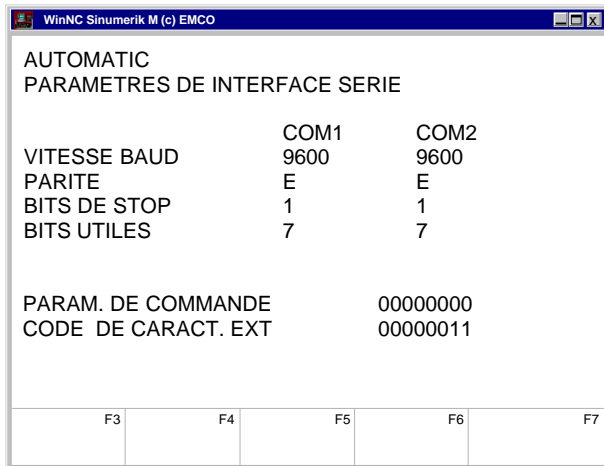 WinNC Sinumerik M (c) EMCO
AUTOMATIC
PARAMETRES DE INTERFACE SERIE
COM1 COM2
VITESSE BAUD 9600 9600
PARITE E E
BITS DE STOP 1 1
BITS UTILES 7 7
PARAM. DE COMMANDE 00000000
CODE DE CARACT. EXT 00000011
F3 F4 F5 F6 F7